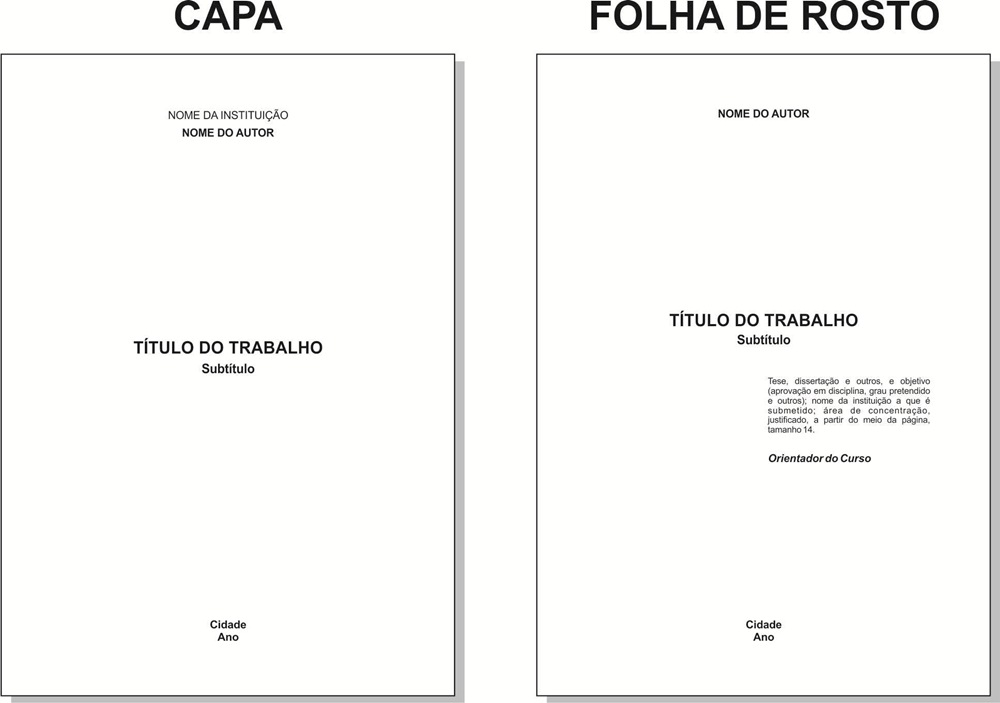 CAPA
NOME DA INSTITUIÇÃO
NOME DO AUTOR
TÍTULO DO TRABALHO
Subtítulo
Cidade
Ano
FOLHA DE ROSTO
NOME DO AUTOR
TÍTULO DO TRABALHO
Subtítulo
Tese, dissertação e outros, e objetivo
(aprovação em disciplina, grau pretendido
e outros); nome da instituição a que é
submetido; área de concentração,
justificado, a partir do meio da página,
tamanho 14.
Orientador do Curso
Cidade
Ano